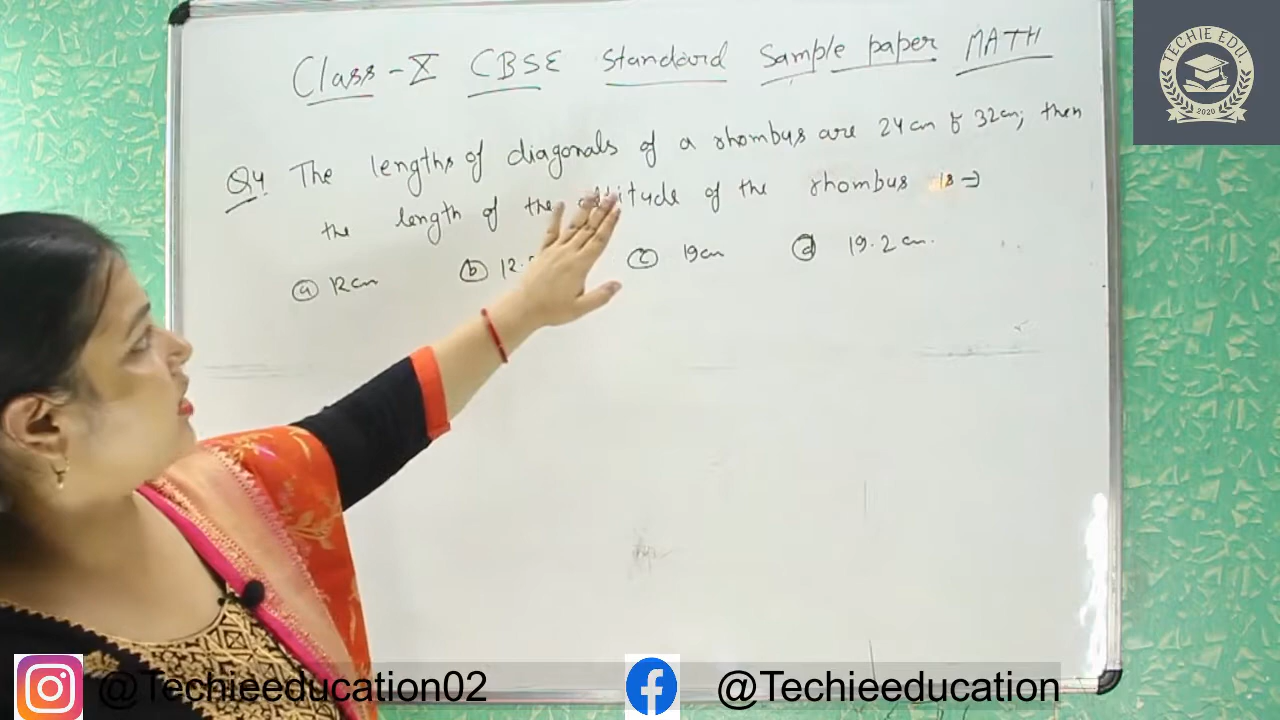 Class - X CBSE Standard Sample paper MATH
TECHIE EDU.
2020
Q4 The lengths of diagonals of a rhombus are 24 cm & 32 cm, then
the length of the altitude of the rhombus is →
(a) 12 cm (b) 12. (c) 19 cm (d) 19.2 cm.
@Techieeducation02 @Techieeducation